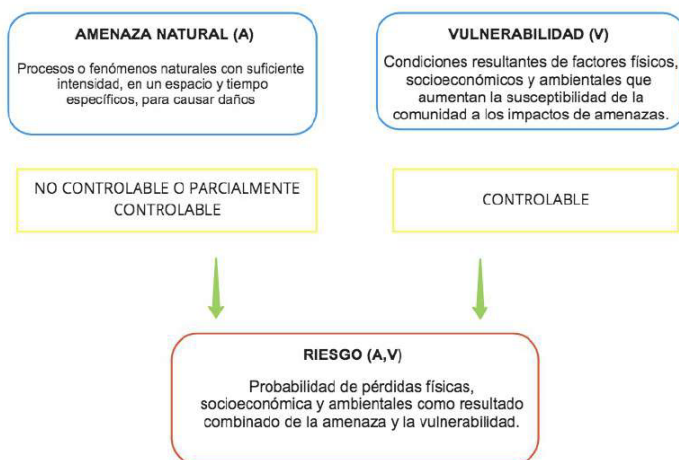 AMENAZA NATURAL (A)
Procesos o fenómenos naturales con suficiente
intensidad, en un espacio y tiempo
específicos, para causar daños
VULNERABILIDAD (V)
Condiciones resultantes de factores físicos,
socioeconómicos y ambientales que
aumentan la susceptibilidad de la
comunidad a los impactos de amenazas.
NO CONTROLABLE O PARCIALMENTE
CONTROLABLE
CONTROLABLE
RIESGO (A,V)
Probabilidad de pérdidas físicas,
socioeconómica y ambientales como resultado
combinado de la amenaza y la vulnerabilidad.